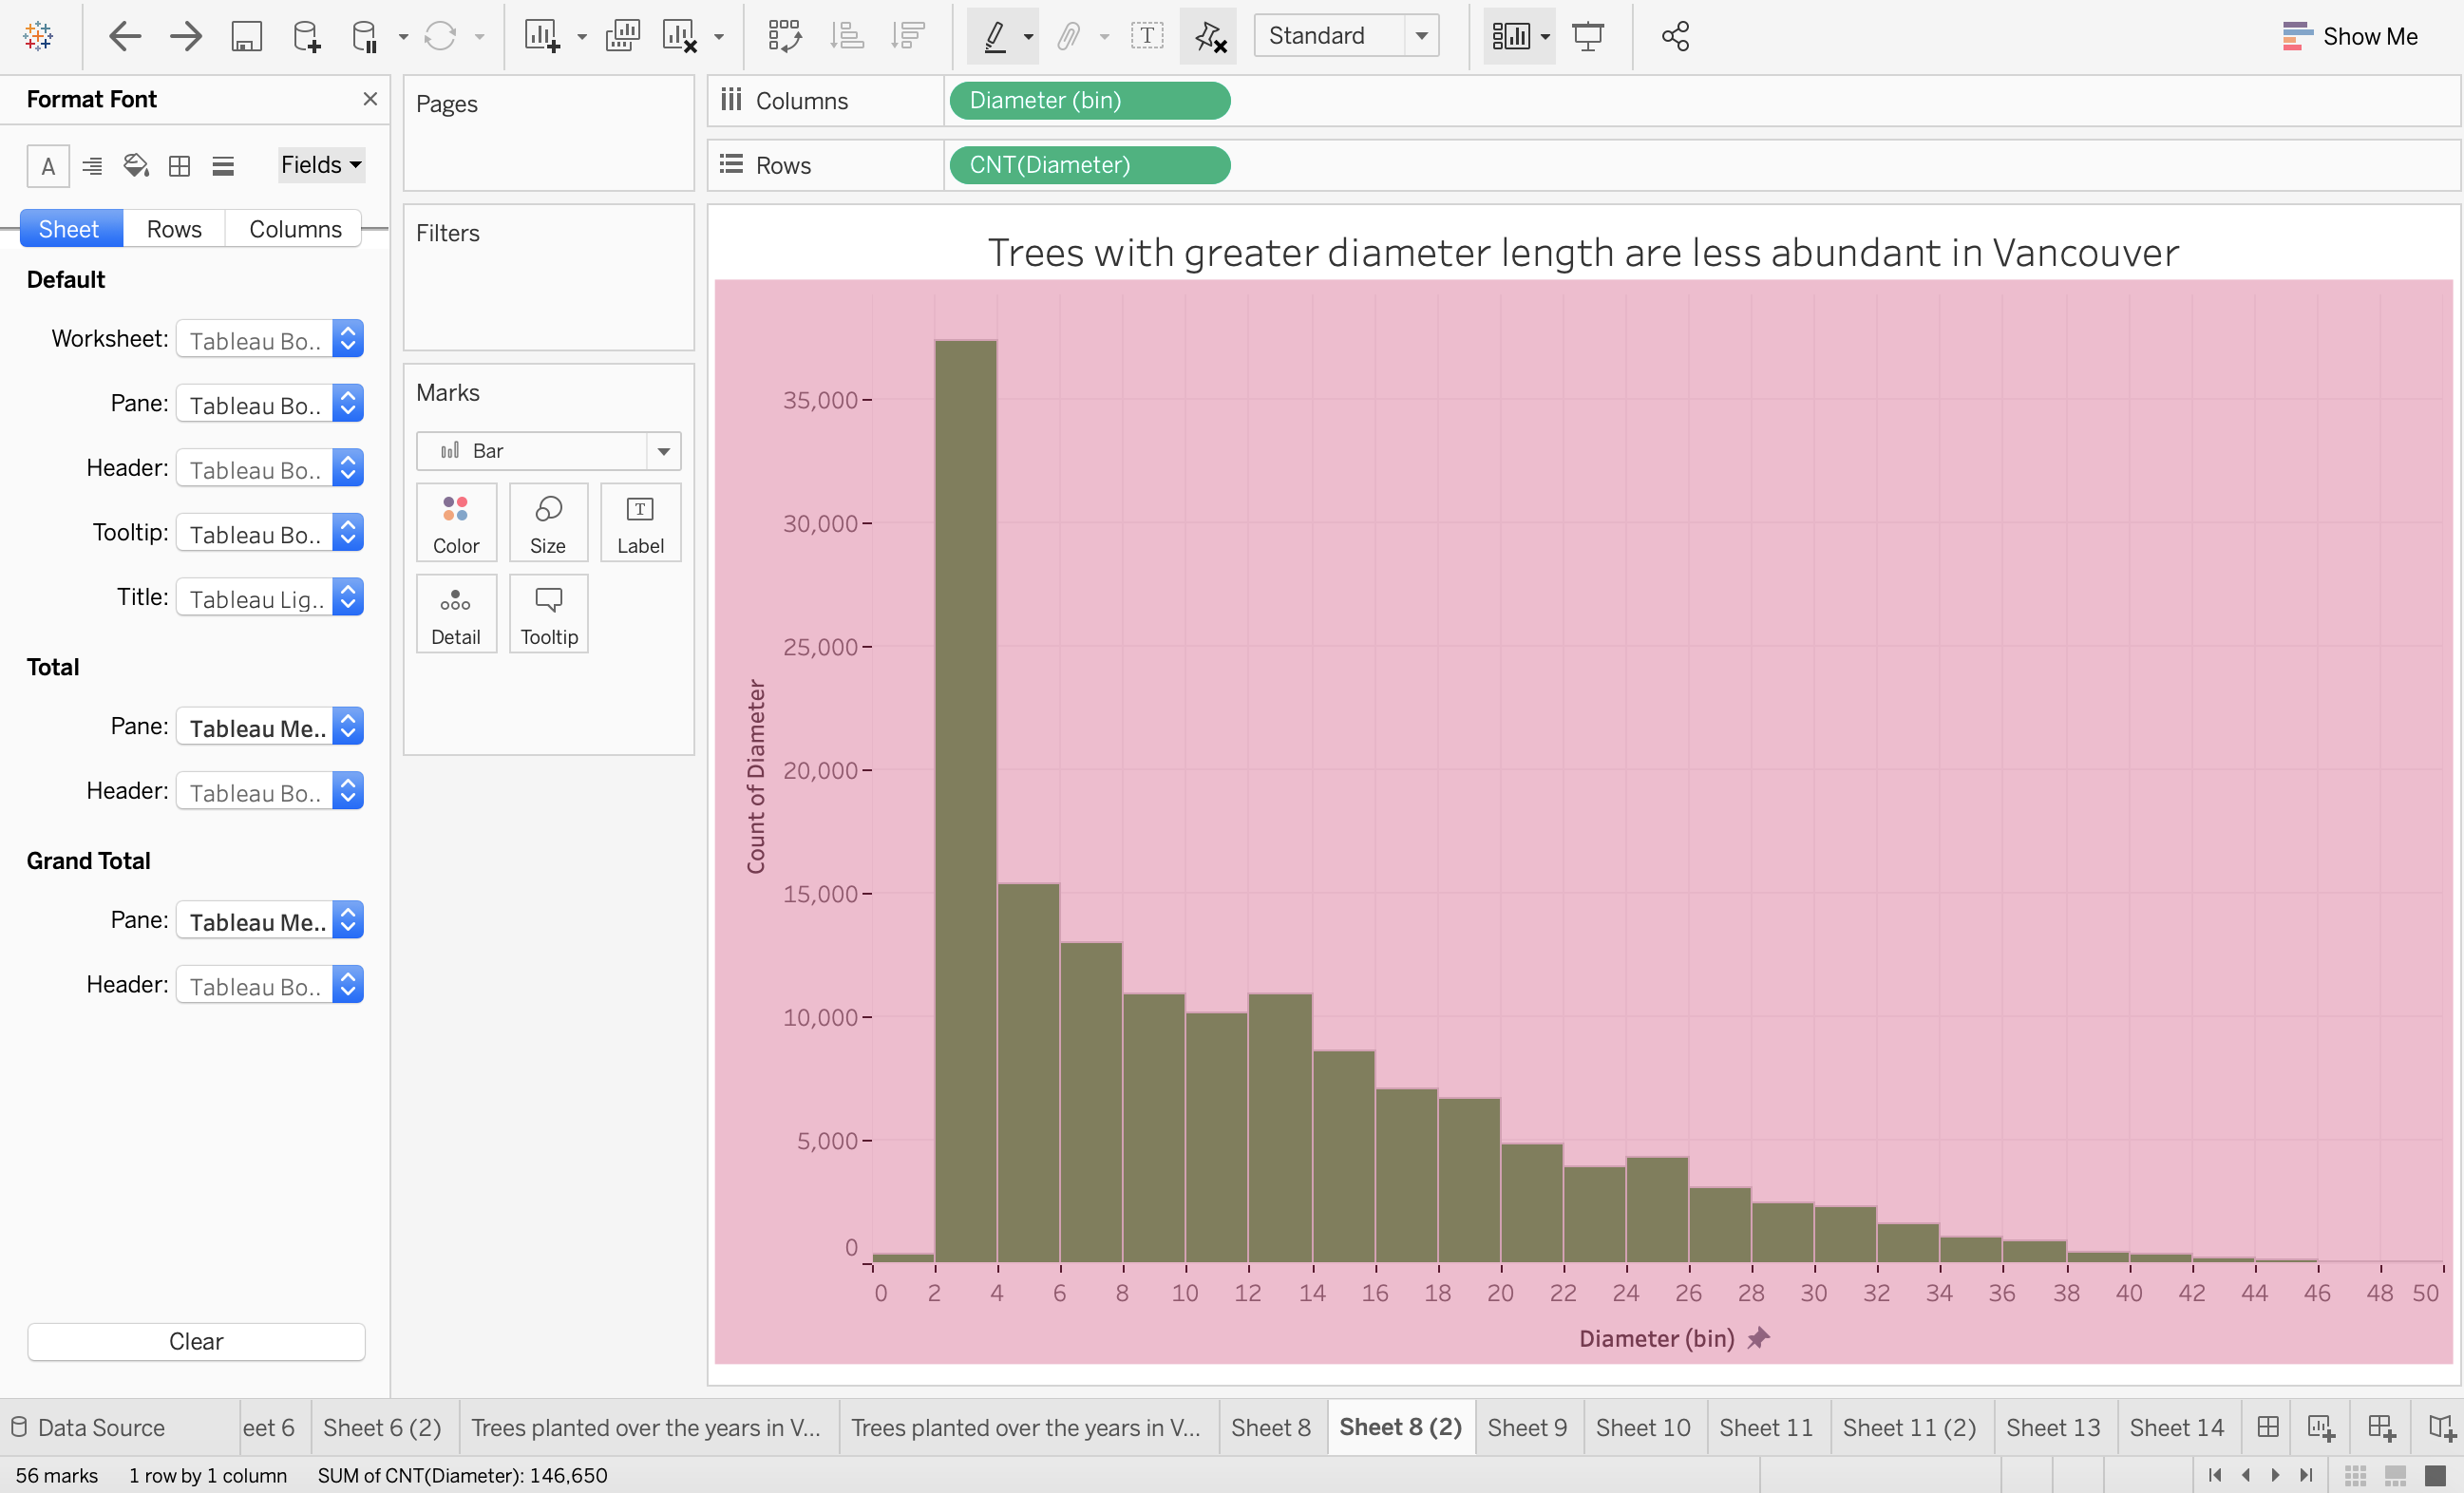 Standard
Show Me
Format Font
A
Fields
Sheet Rows Columns
Default
Worksheet: Tableau Bo..
Pane: Tableau Bo..
Header: Tableau Bo..
Tooltip: Tableau Bo..
Title: Tableau Lig..
Total
Pane: Tableau Me..
Header: Tableau Bo..
Grand Total
Pane: Tableau Me..
Header: Tableau Bo..
Clear
Pages
Filters
Marks
Bar
Color Size Label
Detail Tooltip
Columns Diameter (bin)
Rows CNT(Diameter)
Trees with greater diameter length are less abundant in Vancouver
Count of Diameter
35,000
30,000
25,000
20,000
15,000
10,000
5,000
0
0 2 4 6 8 10 12 14 16 18 20 22 24 26 28 30 32 34 36 38 40 42 44 46 48 50
Diameter (bin)
Data Source eet 6 Sheet 6 (2) Trees planted over the years in V... Trees planted over the years in V... Sheet 8 Sheet 8 (2) Sheet 9 Sheet 10 Sheet 11 Sheet 11 (2) Sheet 13 Sheet 14
56 marks 1 row by 1 column SUM of CNT(Diameter): 146,650